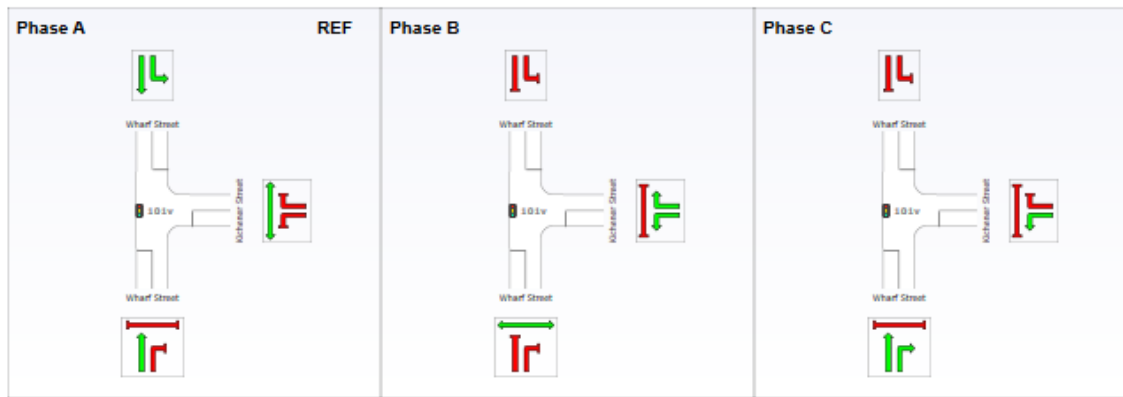 Phase A
REF
Wharf Street
Kichener Street
101v
Wharf Street
Phase B
Wharf Street
Kichener Street
101v
Wharf Street
Phase C
Wharf Street
Kichener Street
101v
Wharf Street